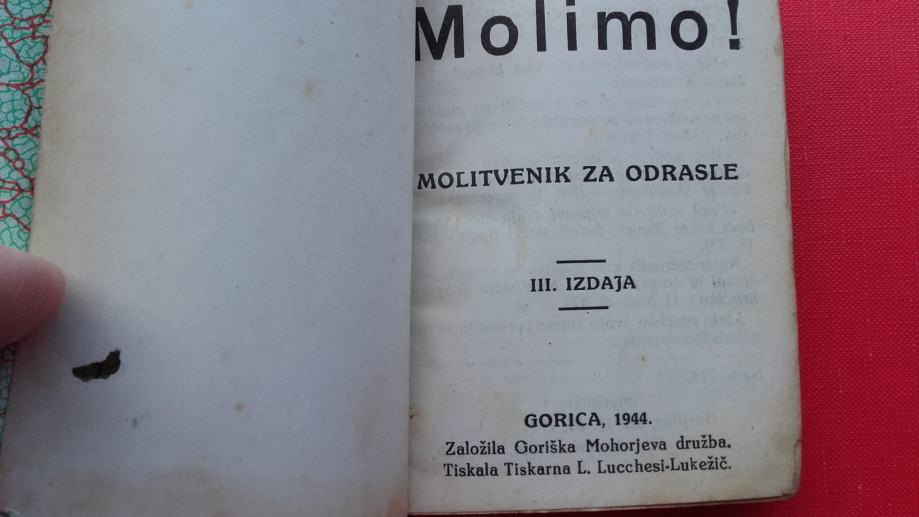 Molimo!
MOLITVENIK ZA ODRASLE
III. IZDAJA
GORICA, 1944.
Založila Goriška Mohorjeva družba.
Tiskala Tiskarna L. Lucchesi-Lukežič.